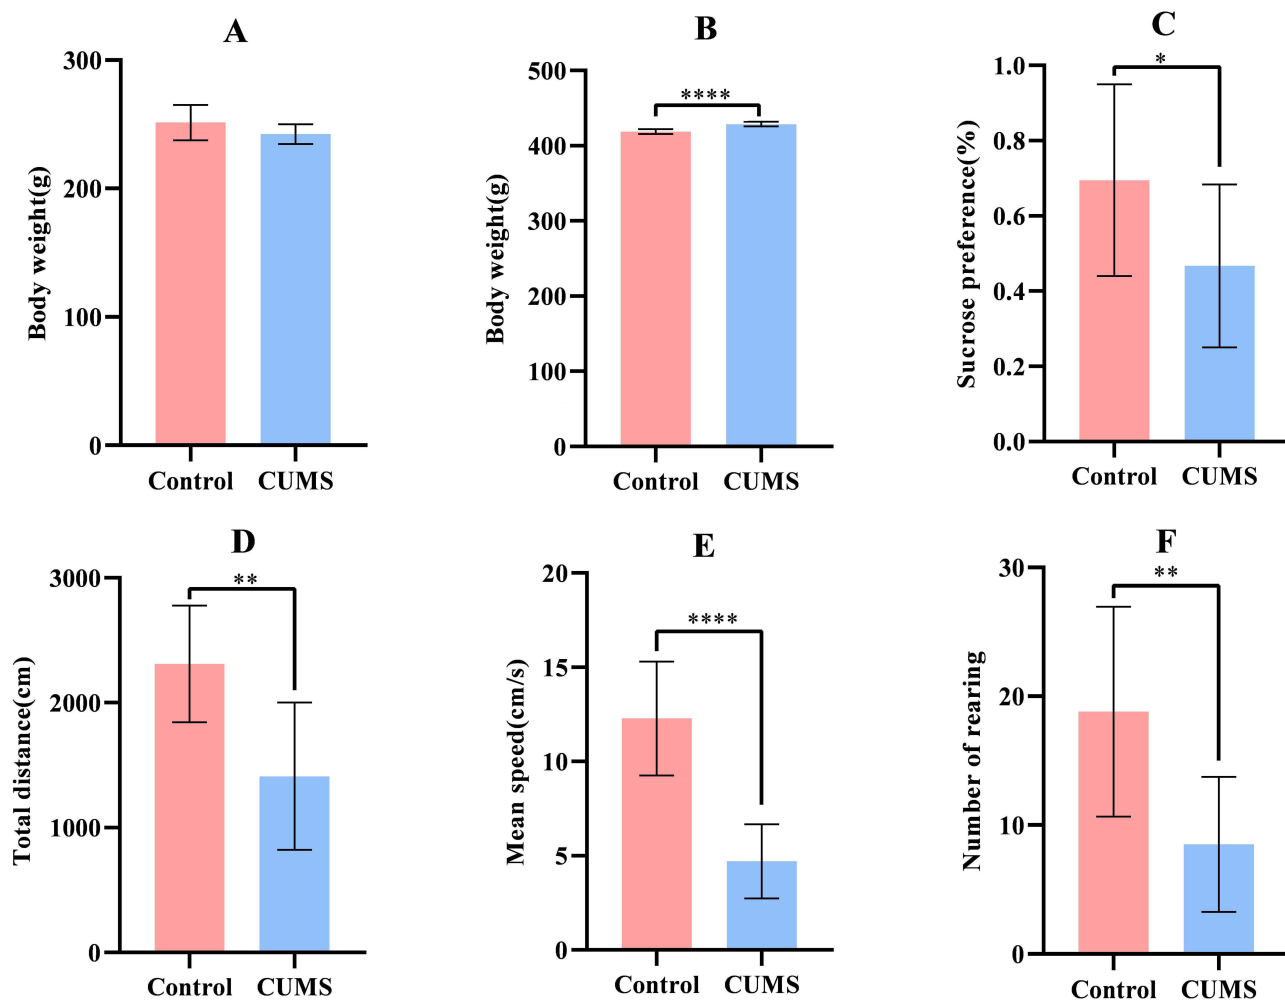 A
Body weight(g)
300
200
100
0
Control
CUMS
B
Body weight(g)
500
400
300
200
100
0
****
Control
CUMS
C
Sucrose preference(%)
1.0
0.8
0.6
0.4
0.2
0.0
*
Control
CUMS
D
Total distance(cm)
3000
2000
1000
0
**
Control
CUMS
E
Mean speed(cm/s)
20
15
10
5
0
****
Control
CUMS
F
Number of rearing
30
20
10
0
**
Control
CUMS